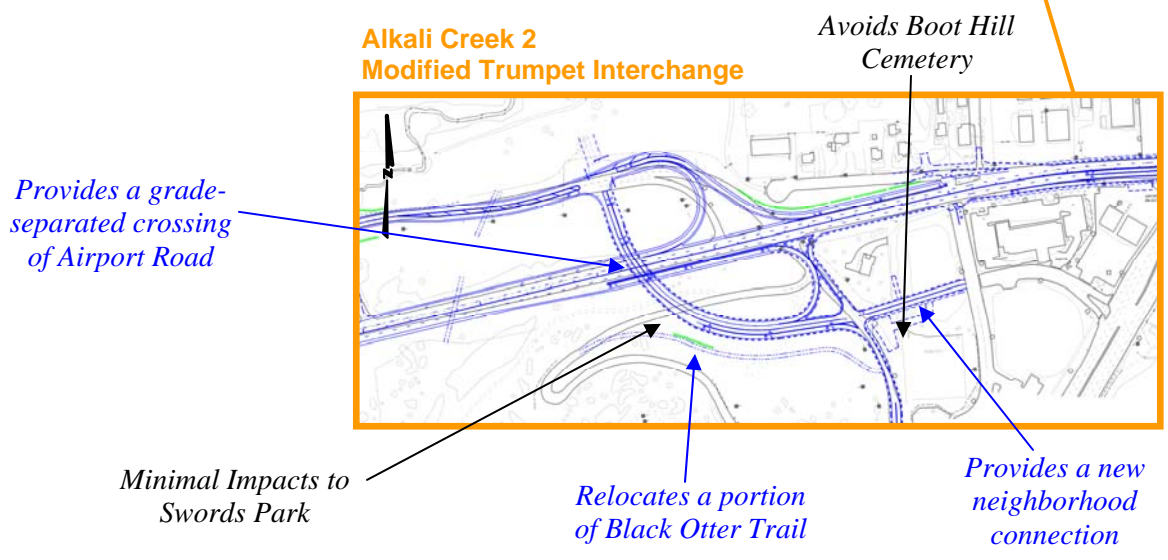 Alkali Creek 2
Modified Trumpet Interchange
Avoids Boot Hill
Cemetery
Provides a grade-
separated crossing
of Airport Road
Minimal Impacts to
Swords Park
Relocates a portion
of Black Otter Trail
Provides a new
neighborhood
connection